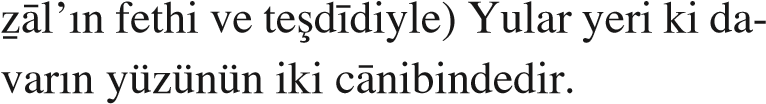 ẕāl’ın fethi ve teşdīdiyle) Yular yeri ki da-
varın yüzünün iki cānibindedir.